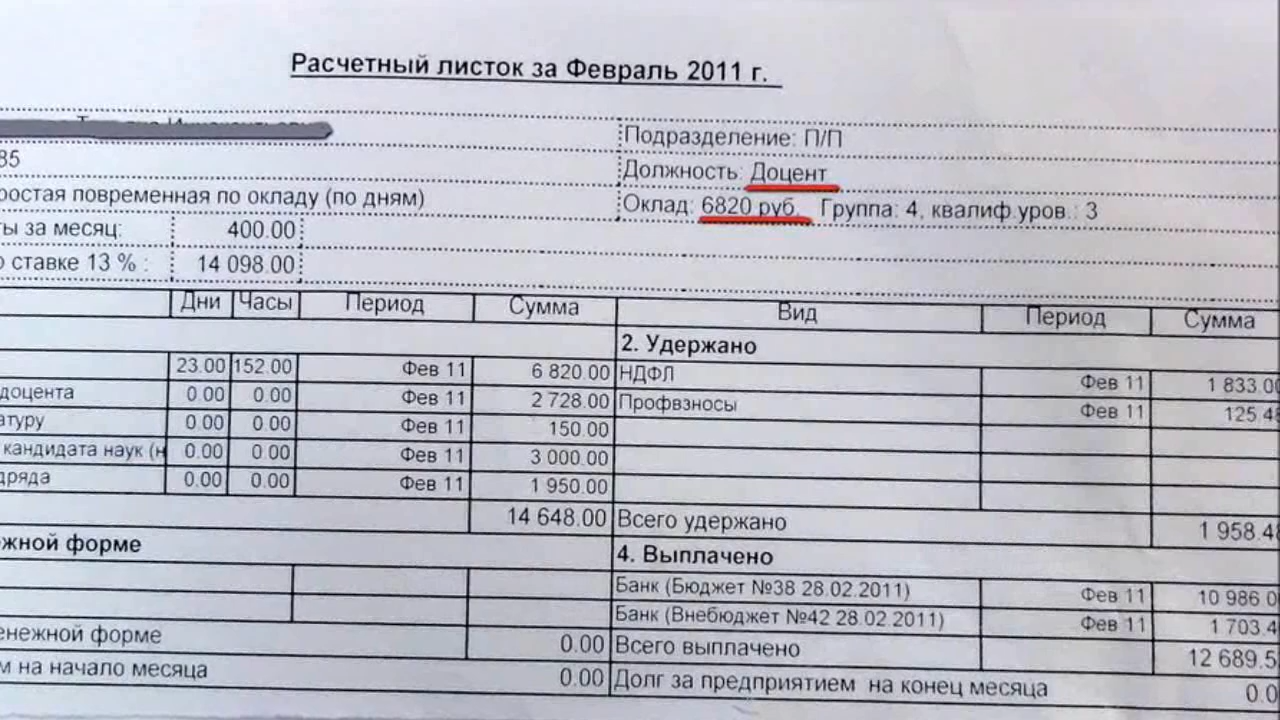 Расчетный листок за Февраль 2011 г.
Подразделение: П/П
85
Должность: Доцент
ростая повременная по окладу (по дням)
Оклад: 6820 руб. Группа: 4, квалиф.уров.: 3
ты за месяц: 400.00
о ставке 13 % : 14 098.00
Дни Часы Период Сумма Вид Период Сумма
2. Удержано
23.00 152.00 Фев 11 6 820.00 НДФЛ Фев 11 1 833.00
доцента 0.00 0.00 Фев 11 2 728.00 Профвзносы Фев 11 125.48
атуру 0.00 0.00 Фев 11 150.00
кандидата наук (н 0.00 0.00 Фев 11 3 000.00
дряда 0.00 0.00 Фев 11 1 950.00
14 648.00 Всего удержано 1 958.48
ежной форме 4. Выплачено
Банк (Бюджет №38 28.02.2011) Фев 11 10 986.0
Банк (Внебюджет №42 28.02.2011) Фев 11 1 703.4
енежной форме 0.00 Всего выплачено 12 689.5
м на начало месяца 0.00 Долг за предприятием на конец месяца 0.0